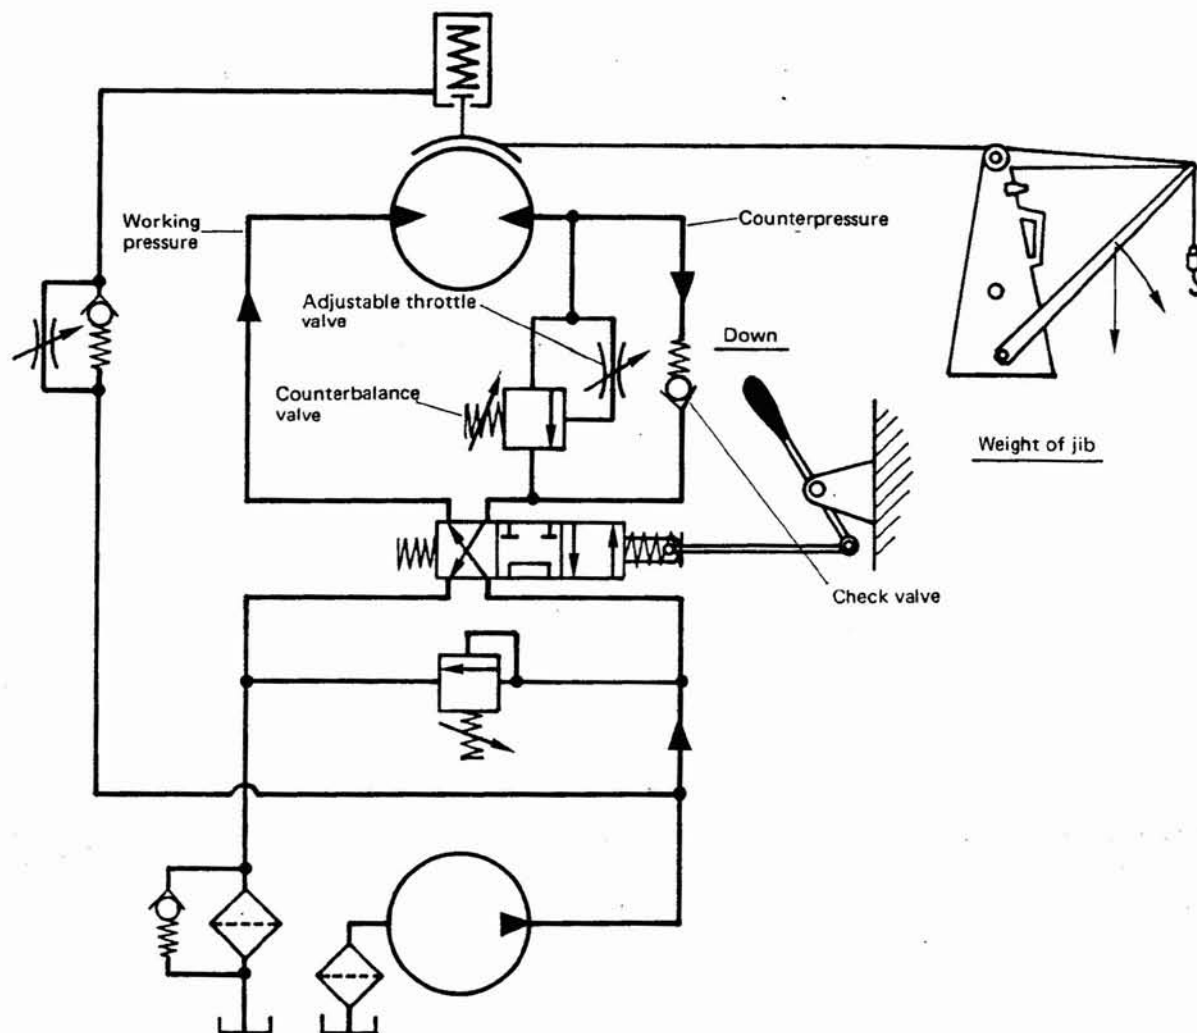 Working
pressure
Counterpressure
Adjustable throttle
valve
Down
Counterbalance
valve
Weight of jib
Check valve